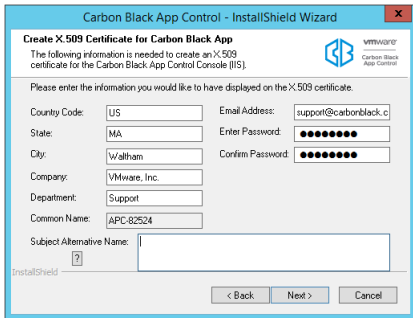 Carbon Black App Control - InstallShield Wizard
x
Create X.509 Certificate for Carbon Black App
The following information is needed to create an X.509
certificate for the Carbon Black App Control Console (IIS).
vmware
Carbon Black
App Control
Please enter the information you would like to have displayed on the X.509 certificate.
Country Code: US
Email Address: support@carbonblack.c
State: MA
Enter Password: ●●●●●●●●
City: Waltham
Confirm Password: ●●●●●●●●
Company: VMware, Inc.
Department: Support
Common Name: APC-82524
Subject Alternative Name:
?
InstallShield
< Back
Next >
Cancel